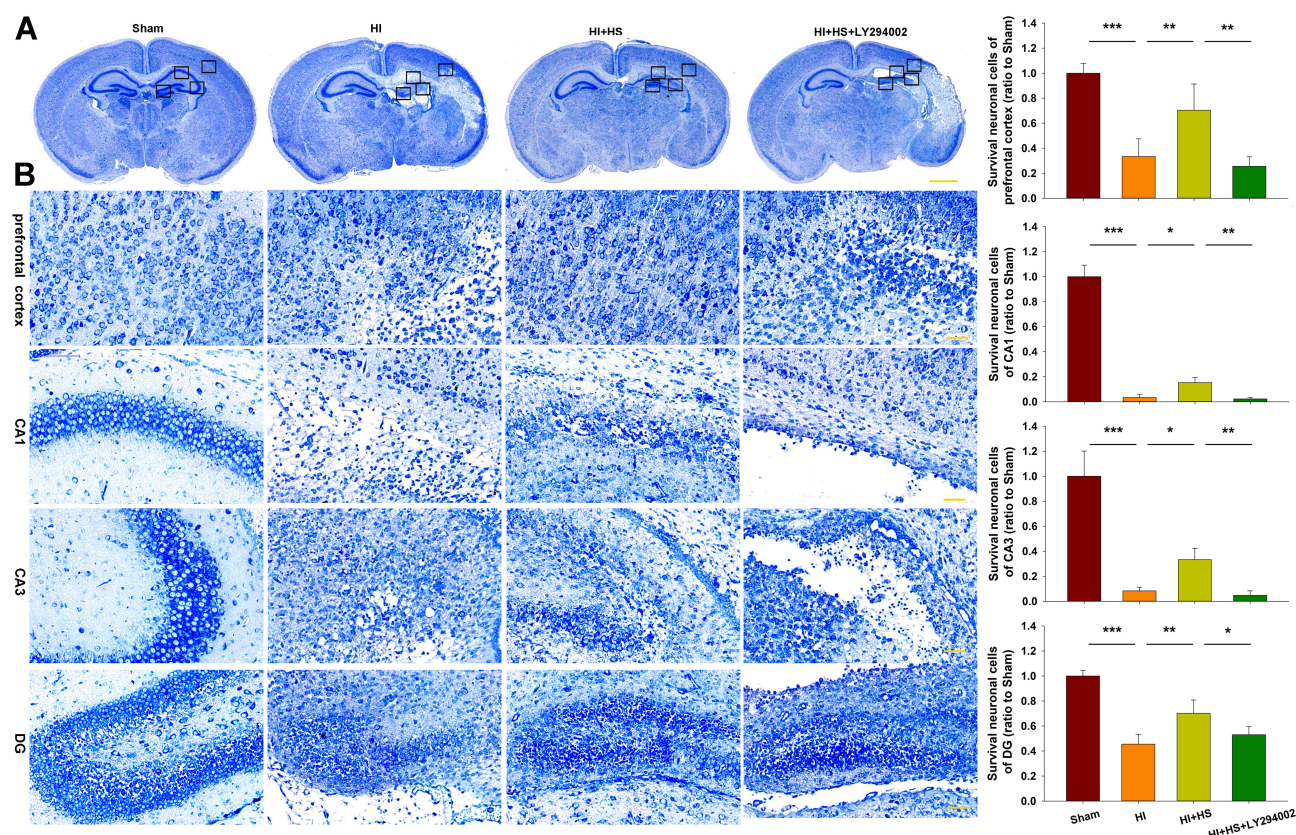 A
Sham
HI
HI+HS
HI+HS+LY294002
B
prefrontal cortex
CA1
CA3
DG
Survival neuronal cells of
prefrontal cortex (ratio to Sham)
1.4
1.2
1.0
0.8
0.6
0.4
0.2
0.0
*** ** **
Survival neuronal cells
of CA1 (ratio to Sham)
1.4
1.2
1.0
0.8
0.6
0.4
0.2
0.0
*** * **
Survival neuronal cells
of CA3 (ratio to Sham)
1.4
1.2
1.0
0.8
0.6
0.4
0.2
0.0
*** * **
Survival neuronal cells
of DG (ratio to Sham)
1.4
1.2
1.0
0.8
0.6
0.4
0.2
0.0
*** ** *
Sham
HI
HI+HS
HI+HS+LY294002